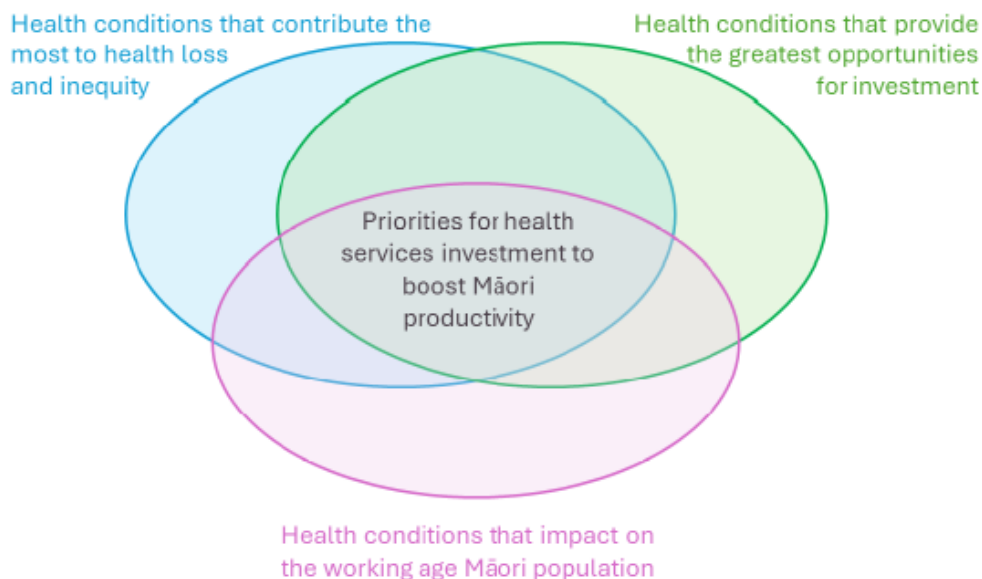 Health conditions that contribute the
most to health loss
and inequity
Health conditions that provide
the greatest opportunities
for investment
Priorities for health
services investment to
boost Māori
productivity
Health conditions that impact on
the working age Māori population